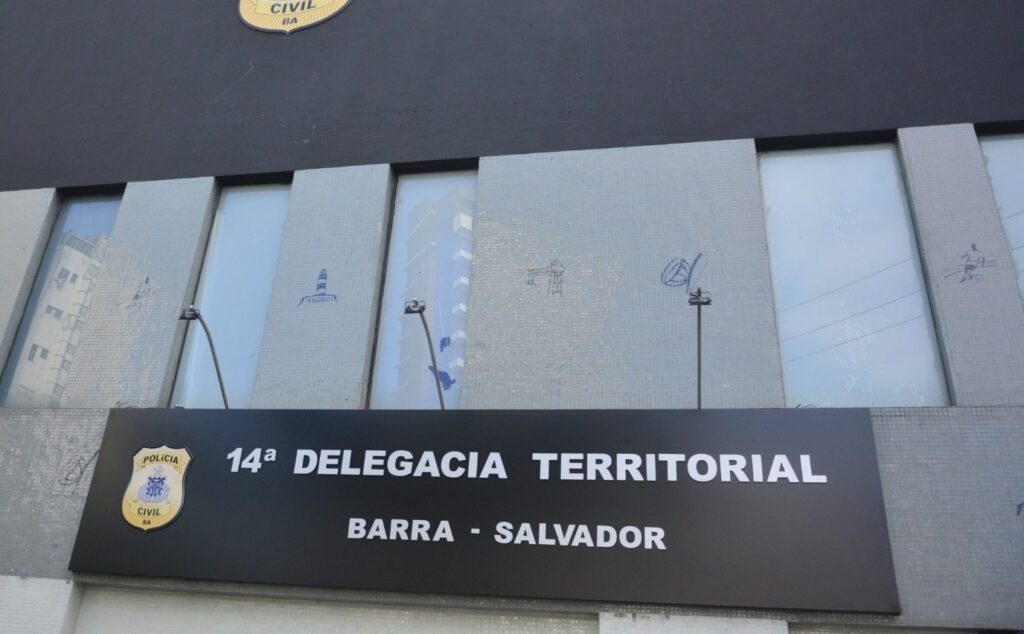 CIVIL
BA
14ª DELEGACIA TERRITORIAL
BARRA - SALVADOR
POLÍCIA
CIVIL
BA